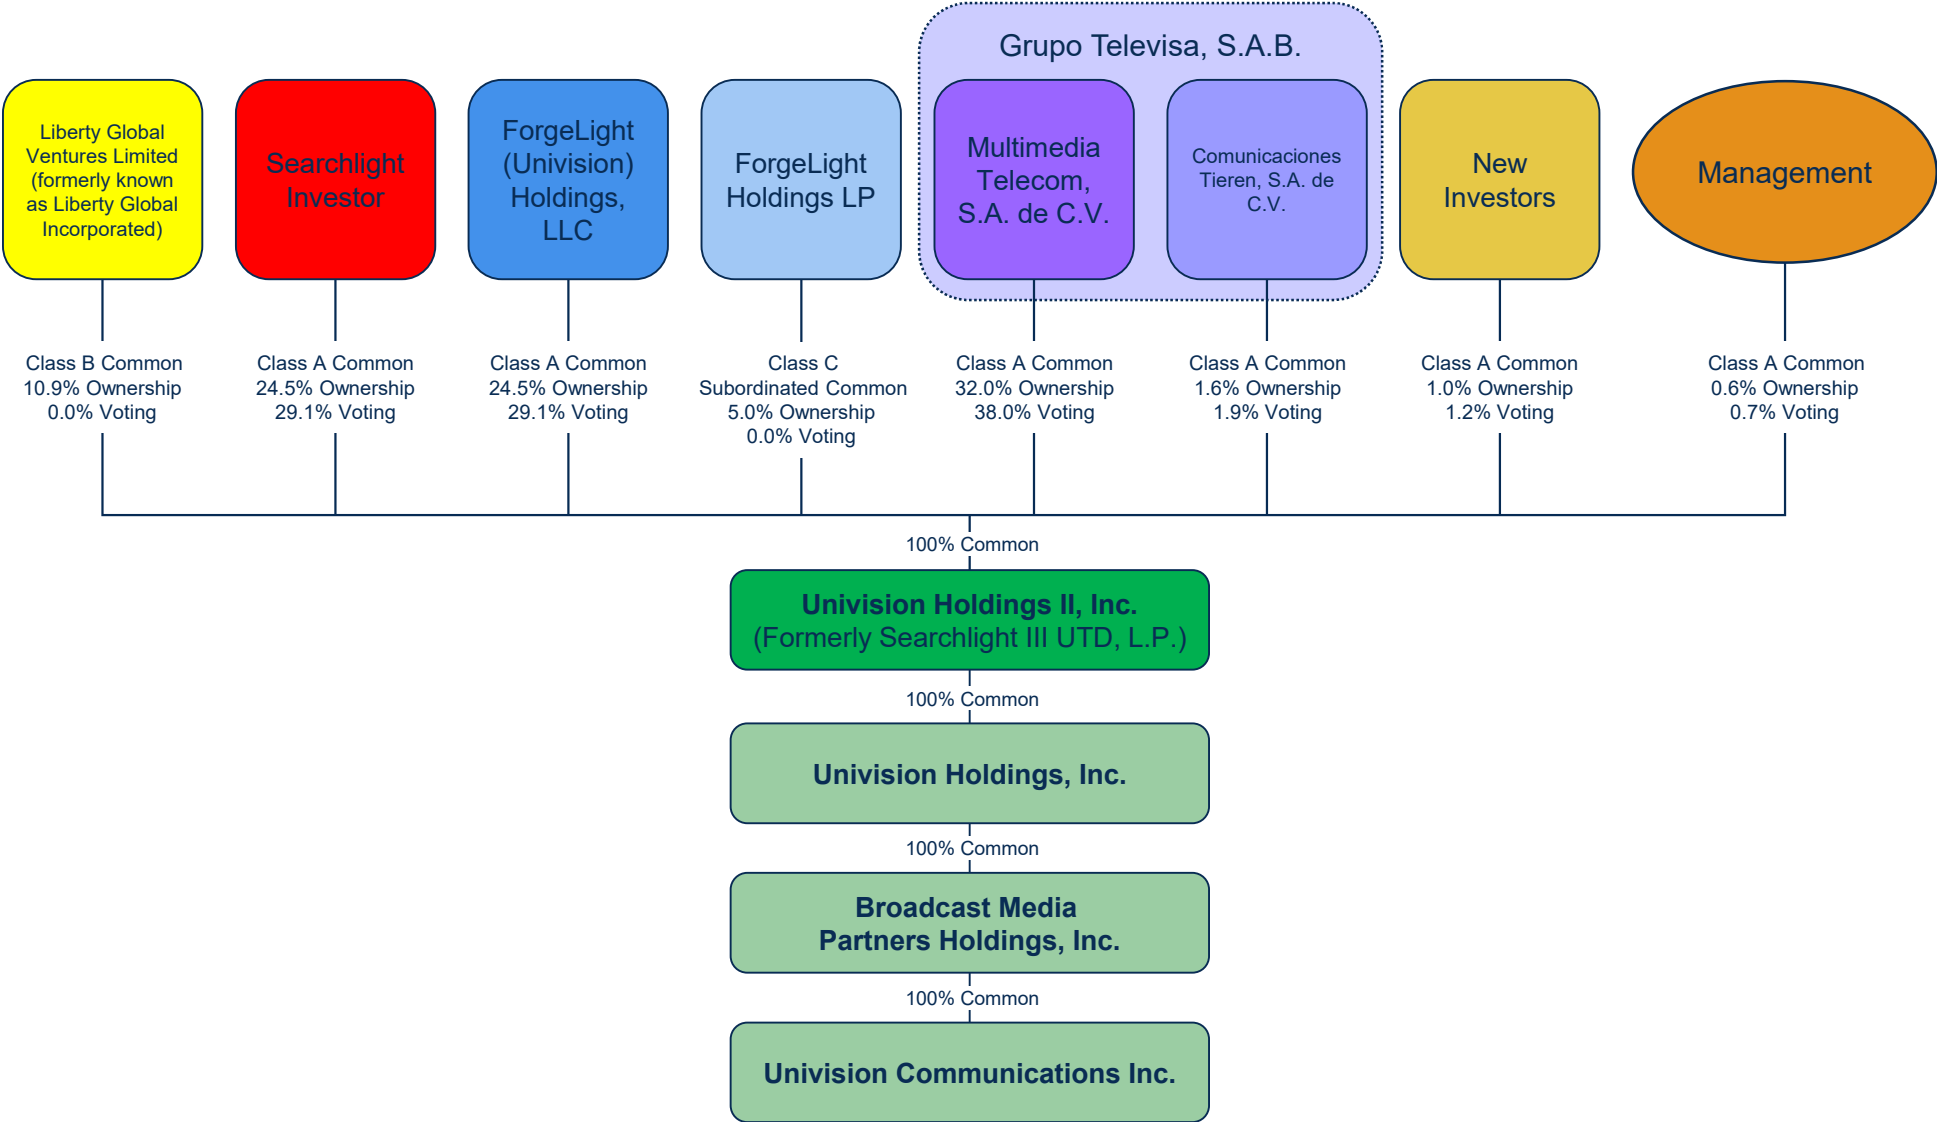 Grupo Televisa, S.A.B.
Liberty Global
Ventures Limited
(formerly known
as Liberty Global
Incorporated)
Searchlight
Investor
ForgeLight
(Univision)
Holdings,
LLC
ForgeLight
Holdings LP
Multimedia
Telecom,
S.A. de C.V.
Comunicaciones
Tieren, S.A. de
C.V.
New
Investors
Management
Class B Common
10.9% Ownership
0.0% Voting
Class A Common
24.5% Ownership
29.1% Voting
Class A Common
24.5% Ownership
29.1% Voting
Class C
Subordinated Common
5.0% Ownership
0.0% Voting
Class A Common
32.0% Ownership
38.0% Voting
Class A Common
1.6% Ownership
1.9% Voting
Class A Common
1.0% Ownership
1.2% Voting
Class A Common
0.6% Ownership
0.7% Voting
100% Common
Univision Holdings II, Inc.
(Formerly Searchlight III UTD, L.P.)
100% Common
Univision Holdings, Inc.
100% Common
Broadcast Media
Partners Holdings, Inc.
100% Common
Univision Communications Inc.